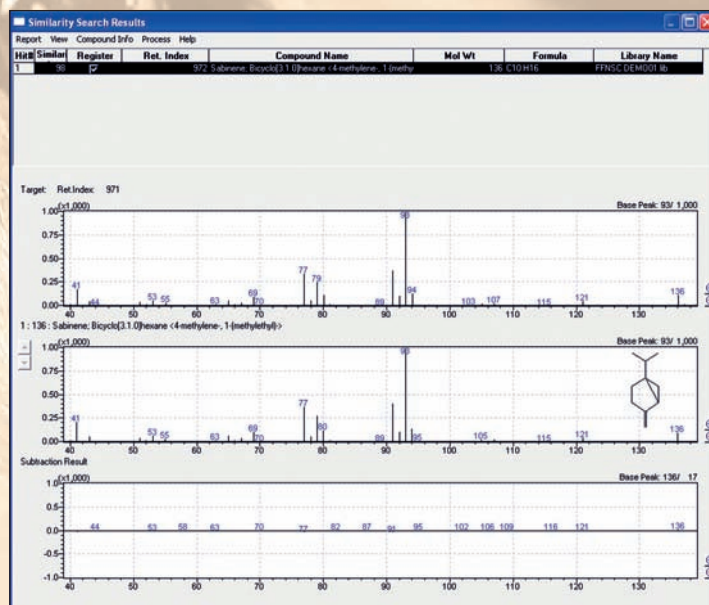 Similarity Search Results
Report View Compound Info Process Help
Hit# Similari Register Ret. Index Compound Name Mol Wt Formula Library Name
1 98 972 Sabinene; Bicyclo[3.1.0]hexane <4-methylene-, 1-(methy 136 C10 H16 FFNSC DEMO01.lib
Target: Ret.Index: 971
(x1,000) Base Peak: 93/ 1,000
1.00 93
0.75
0.50
0.25 41 44 53 55 63 69 70 77 79 89 94 103 107 115 121 136
0.00
40 50 60 70 80 90 100 110 120 130
1 : 136 : Sabinene; Bicyclo[3.1.0]hexane <4-methylene-, 1-(methylethyl)->
(x1,000) Base Peak: 93/ 1,000
1.00 93
0.75
0.50
0.25 41 53 55 63 69 70 77 80 89 95 105 115 121 136
0.00
40 50 60 70 80 90 100 110 120 130
Subtraction Result
(x1,000) Base Peak: 136/ 17
1.0
0.5
0.0 44 53 58 63 70 77 82 87 91 95 102 106 109 116 121 136
-0.5
-1.0
40 50 60 70 80 90 100 110 120 130